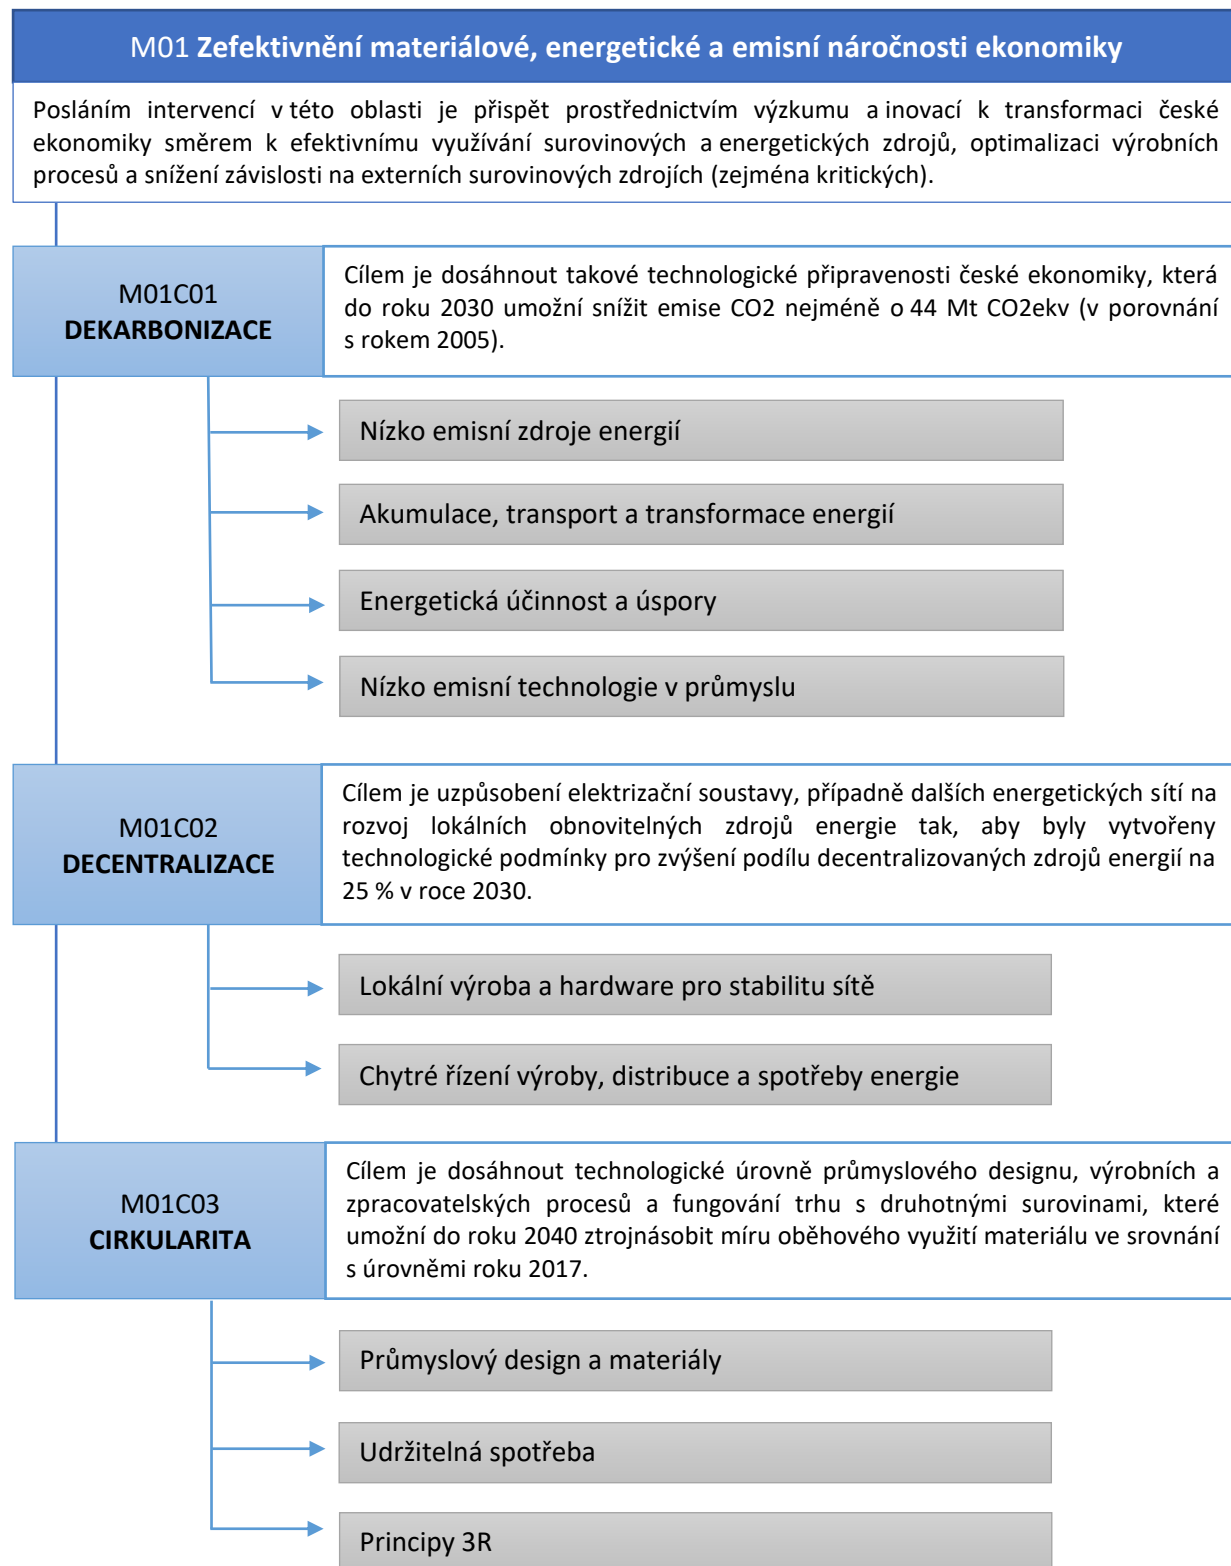 M01 Zefektivnění materiálové, energetické a emisní náročnosti ekonomiky
Posláním intervencí v této oblasti je přispět prostřednictvím výzkumu a inovací k transformaci české
ekonomiky směrem k efektivnímu využívání surovinových a energetických zdrojů, optimalizaci výrobních
procesů a snížení závislosti na externích surovinových zdrojích (zejména kritických).
M01C01
DEKARBONIZACE
Cílem je dosáhnout takové technologické připravenosti české ekonomiky, která
do roku 2030 umožní snížit emise CO2 nejméně o 44 Mt CO2ekv (v porovnání
s rokem 2005).
Nízko emisní zdroje energií
Akumulace, transport a transformace energií
Energetická účinnost a úspory
Nízko emisní technologie v průmyslu
M01C02
DECENTRALIZACE
Cílem je uzpůsobení elektrizační soustavy, případně dalších energetických sítí na
rozvoj lokálních obnovitelných zdrojů energie tak, aby byly vytvořeny
technologické podmínky pro zvýšení podílu decentralizovaných zdrojů energií na
25 % v roce 2030.
Lokální výroba a hardware pro stabilitu sítě
Chytré řízení výroby, distribuce a spotřeby energie
M01C03
CIRKULARITA
Cílem je dosáhnout technologické úrovně průmyslového designu, výrobních a
zpracovatelských procesů a fungování trhu s druhotnými surovinami, které
umožní do roku 2040 ztrojnásobit míru oběhového využití materiálu ve srovnání
s úrovněmi roku 2017.
Průmyslový design a materiály
Udržitelná spotřeba
Principy 3R